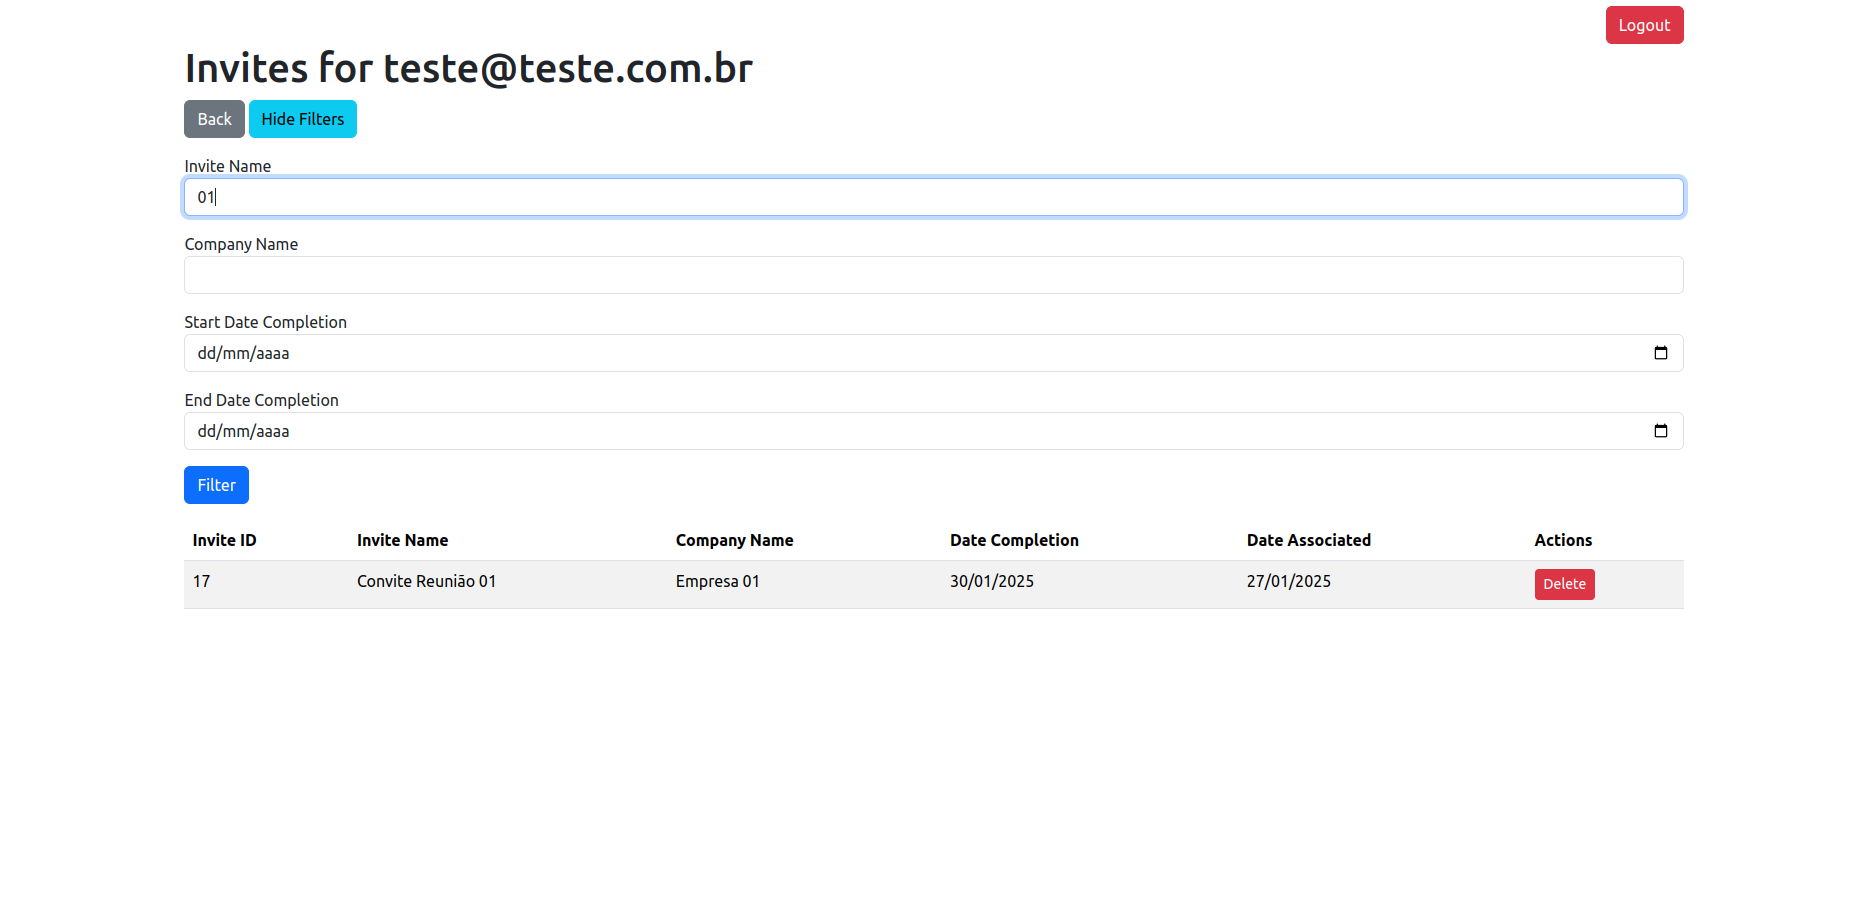 Logout
Invites for teste@teste.com.br
Back Hide Filters
Invite Name
01
Company Name
Start Date Completion
dd/mm/aaaa
End Date Completion
dd/mm/aaaa
Filter
Invite ID Invite Name Company Name Date Completion Date Associated Actions
17 Convite Reunião 01 Empresa 01 30/01/2025 27/01/2025 Delete